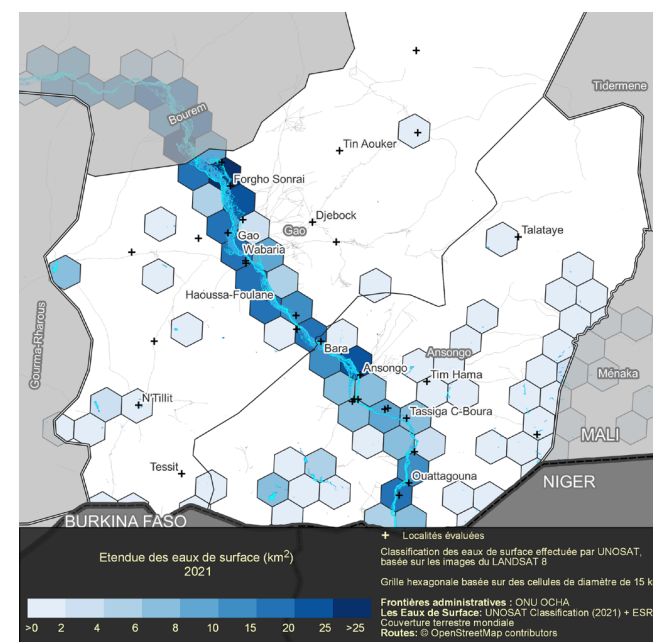 Tidermene
Bourem
Tin Aouker
Forgho Sonrai
Djebock
Gao
Gao
Talataye
Wabaria
Haoussa-Foulane
Gourma-Rharous
Bara
Ansongo
Ansongo
Tim Hama
Ménaka
N'Tillit
Tassiga C-Boura
MALI
Tessit
Ouattagouna
NIGER
BURKINA FASO
Etendue des eaux de surface (km2)
2021
>0 2 4 6 8 10 15 20 25 >25
+ Localités évaluées
Classification des eaux de surface effectuée par UNOSAT,
basée sur les images du LANDSAT 8
Grille hexagonale basée sur des cellules de diamètre de 15 k
Frontières administratives : ONU OCHA
Les Eaux de Surface: UNOSAT Classification (2021) + ESR
Couverture terrestre mondiale
Routes: © OpenStreetMap contributors